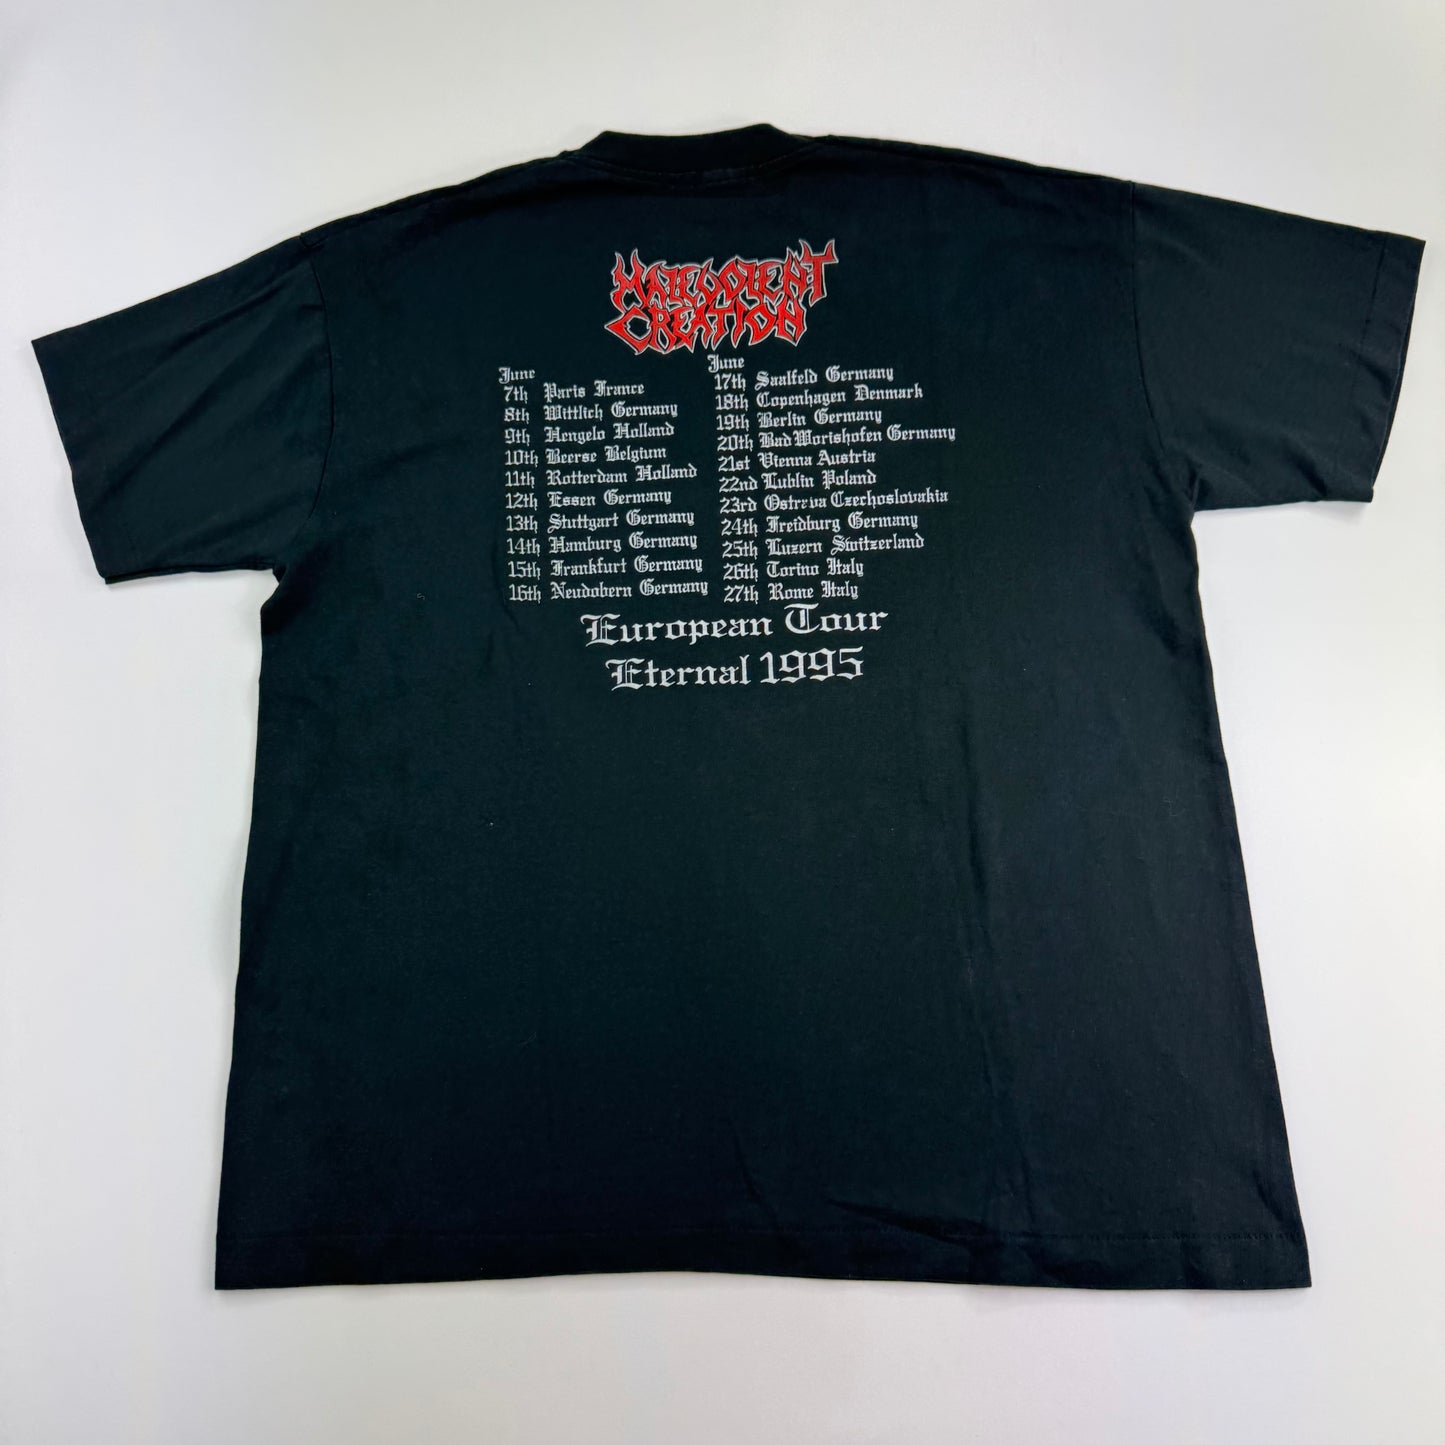 MALEVOLENT
CREATION
June
7th Paris France
8th Wittlich Germany
9th Hengelo Holland
10th Beerse Belgium
11th Rotterdam Holland
12th Essen Germany
13th Stuttgart Germany
14th Hamburg Germany
15th Frankfurt Germany
16th Neudobern Germany
June
17th Saalfeld Germany
18th Copenhagen Denmark
19th Berlin Germany
20th Bad Worishofen Germany
21st Vienna Austria
22nd Lublin Poland
23rd Ostrava Czechoslovakia
24th Freidburg Germany
25th Luzern Switzerland
26th Torino Italy
27th Rome Italy
European Tour
Eternal 1995